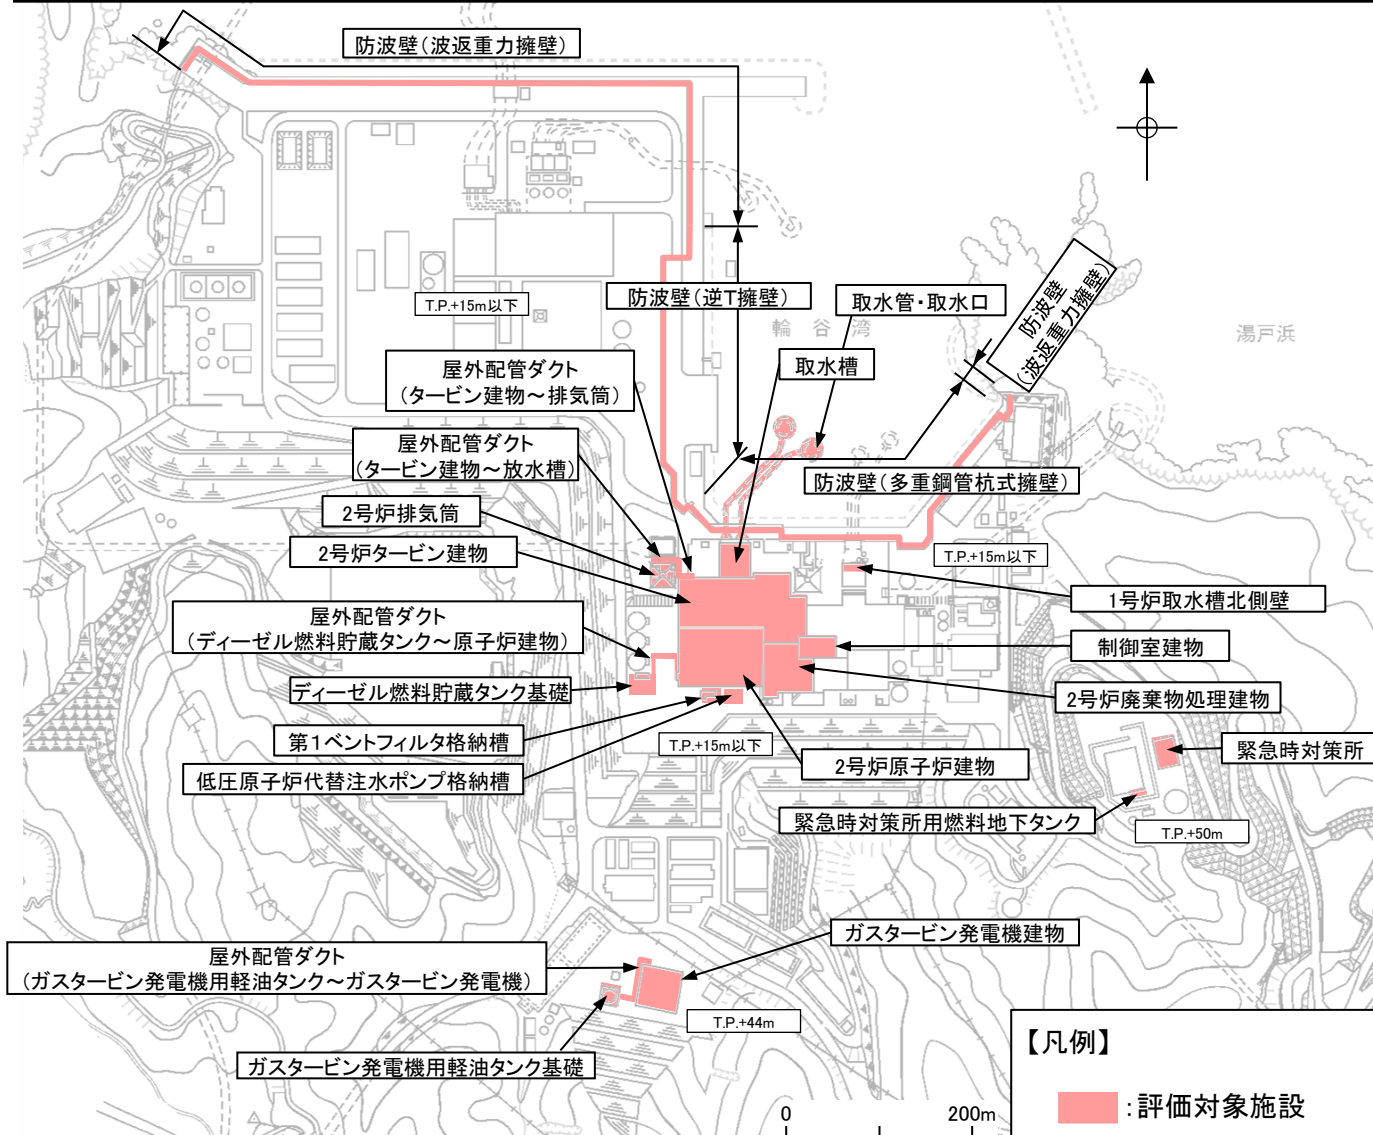 防波壁(波返重力擁壁)
防波壁(逆T擁壁)
取水管・取水口
防波壁
(波返重力擁壁)
輪谷湾
湯戸浜
T.P.+15m以下
取水槽
屋外配管ダクト
(タービン建物～排気筒)
屋外配管ダクト
(タービン建物～放水槽)
防波壁(多重鋼管杭式擁壁)
2号炉排気筒
2号炉タービン建物
T.P.+15m以下
1号炉取水槽北側壁
屋外配管ダクト
(ディーゼル燃料貯蔵タンク～原子炉建物)
制御室建物
ディーゼル燃料貯蔵タンク基礎
2号炉廃棄物処理建物
第1ベントフィルタ格納槽
T.P.+15m以下
緊急時対策所
2号炉原子炉建物
低圧原子炉代替注水ポンプ格納槽
緊急時対策所用燃料地下タンク
T.P.+50m
ガスタービン発電機建物
屋外配管ダクト
(ガスタービン発電機用軽油タンク～ガスタービン発電機)
T.P.+44m
ガスタービン発電機用軽油タンク基礎
【凡例】
:評価対象施設
0 200m